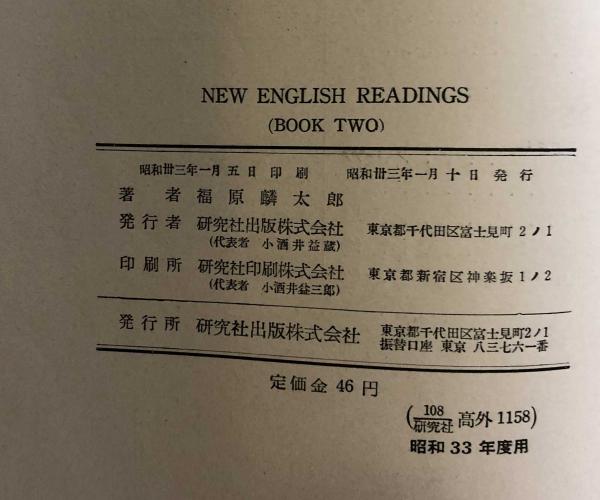 NEW ENGLISH READINGS
(BOOK TWO)
昭和卅三年一月五日印刷 昭和卅三年一月十日発行
著者 福原麟太郎
発行者 研究社出版株式会社 東京都千代田区富士見町2ノ1
(代表者 小酒井益蔵)
印刷所 研究社印刷株式会社 東京都新宿区神楽坂1ノ2
(代表者 小酒井益三郎)
発行所 研究社出版株式会社 東京都千代田区富士見町2ノ1
振替口座 東京 八三七六一番
定価金 46 円
(108/研究社 高外 1158)
昭和 33 年度用